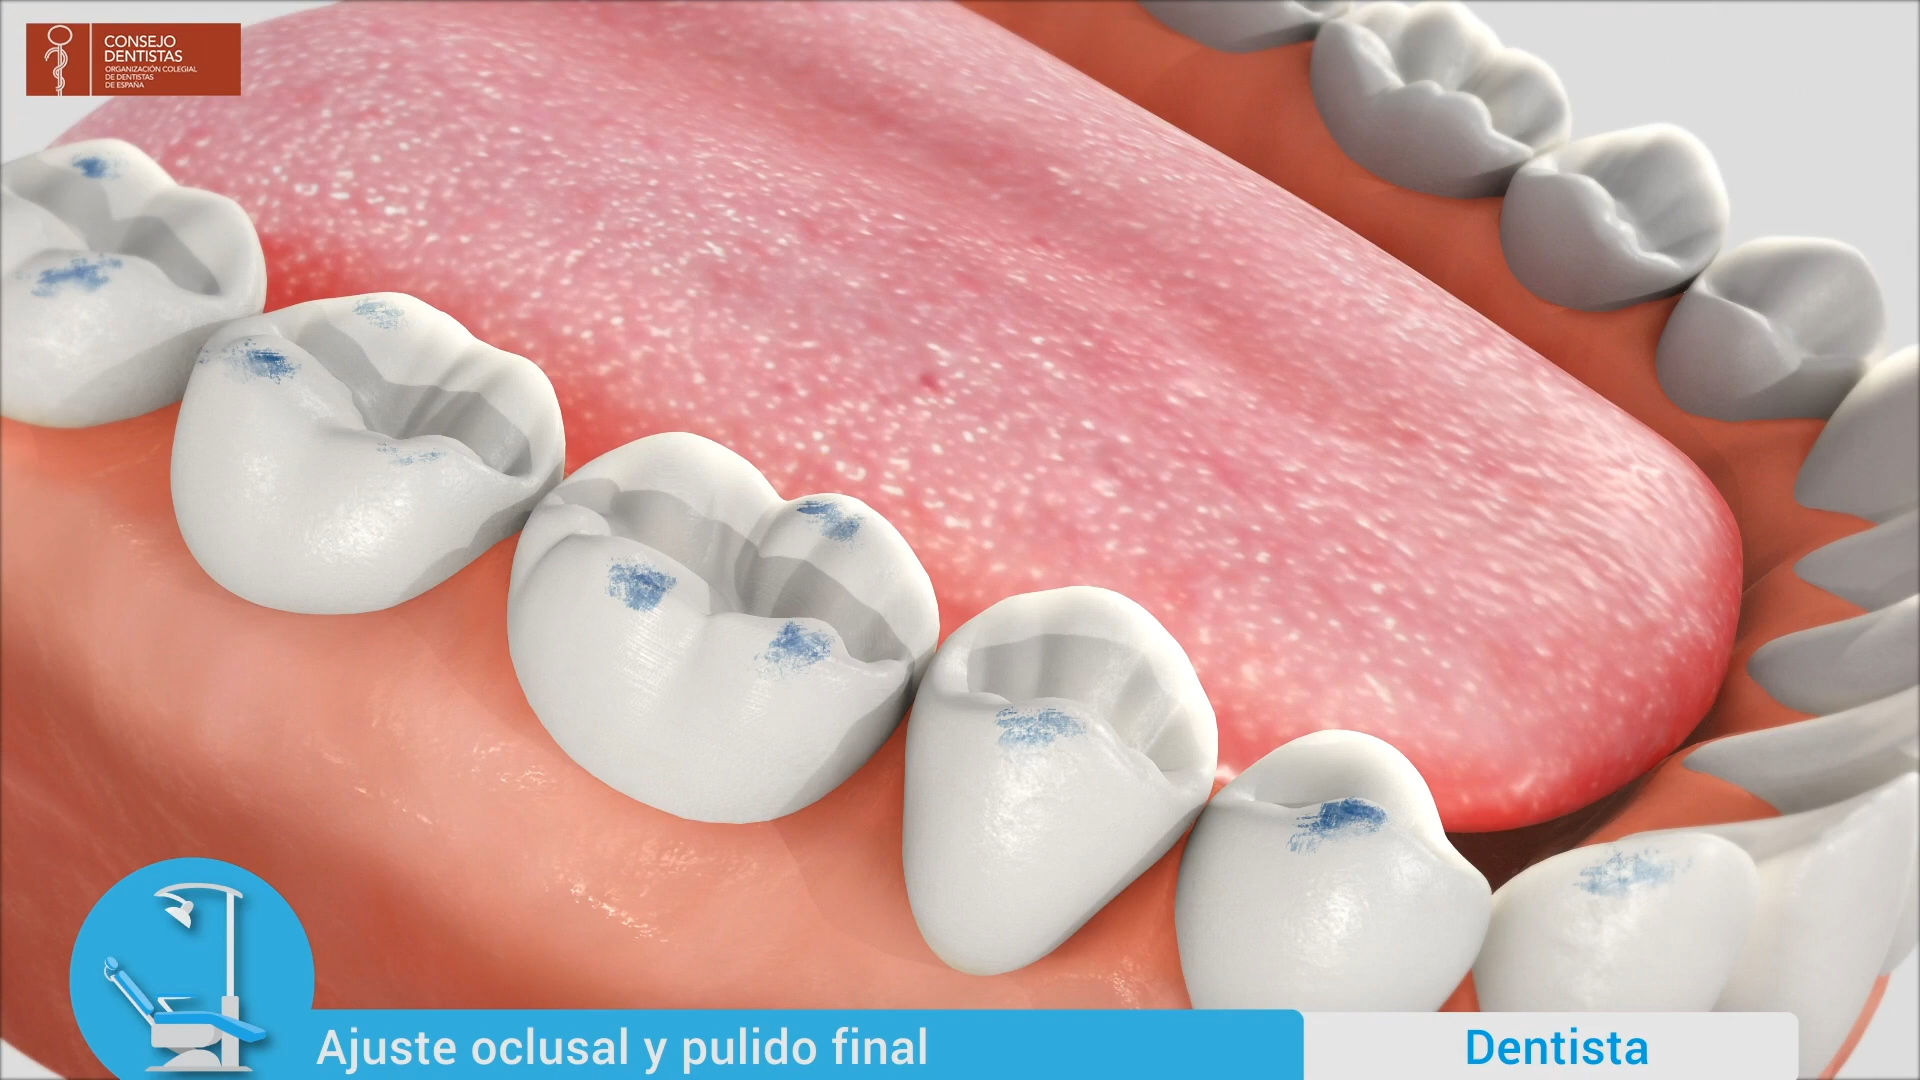 CONSEJO
DENTISTAS
ORGANIZACIÓN COLEGIAL
DE DENTISTAS
DE ESPAÑA
Ajuste oclusal y pulido final
Dentista